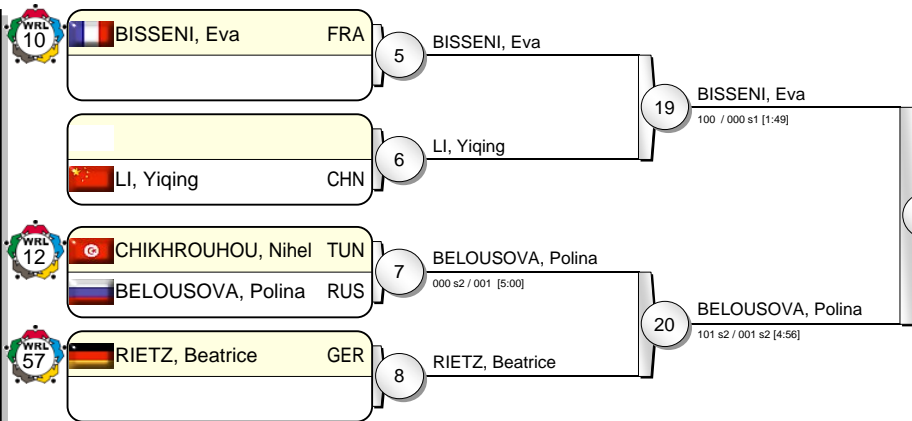 WRL
10
BISSENI, Eva FRA
5
BISSENI, Eva
19
BISSENI, Eva
100 / 000 s1 [1:49]
6
LI, Yiqing
LI, Yiqing CHN
WRL
12
CHIKHROUHOU, Nihel TUN
7
BELOUSOVA, Polina
000 s2 / 001 [5:00]
BELOUSOVA, Polina RUS
20
BELOUSOVA, Polina
101 s2 / 001 s2 [4:56]
WRL
57
RIETZ, Beatrice GER
8
RIETZ, Beatrice